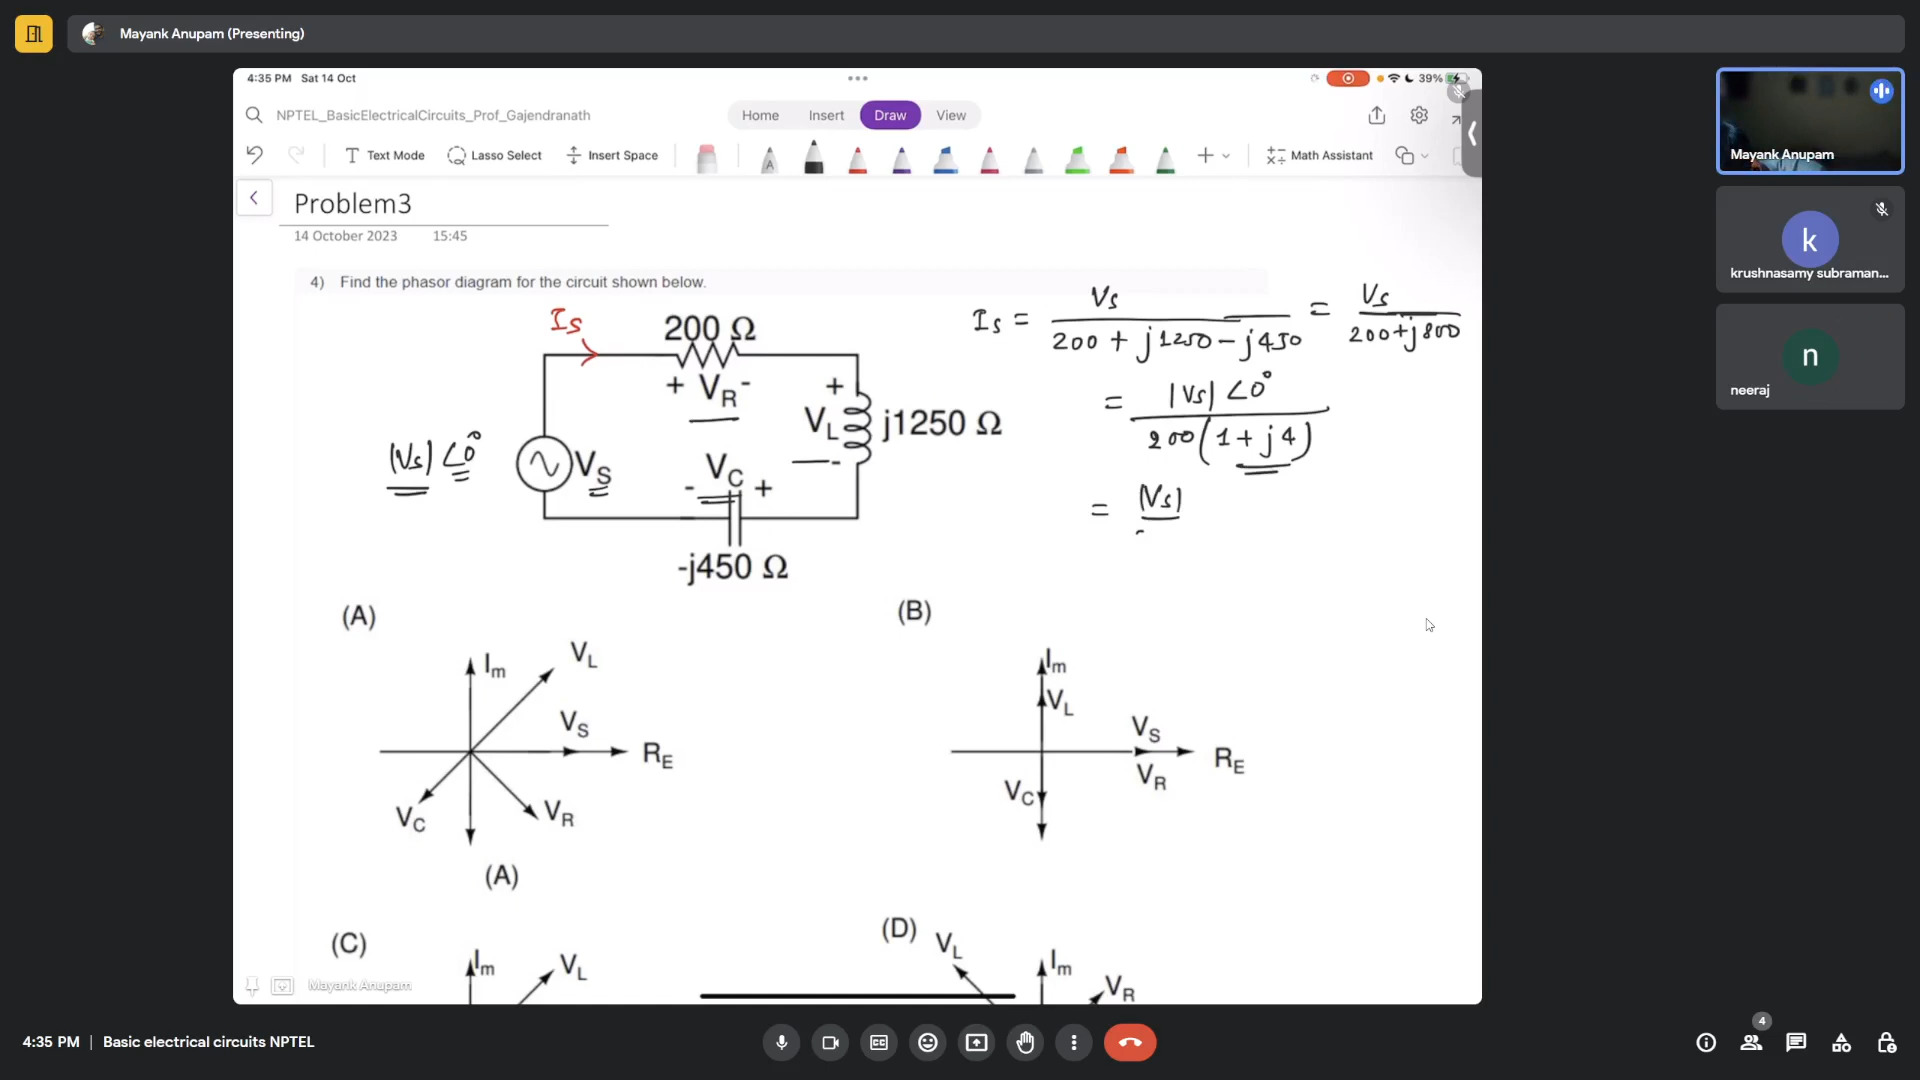 Mayank Anupam (Presenting)
4:35 PM Sat 14 Oct
39%
NPTEL_BasicElectricalCircuits_Prof_Gajendranath
Home Insert Draw View
Text Mode Lasso Select Insert Space Math Assistant
Problem3
14 October 2023 15:45
4) Find the phasor diagram for the circuit shown below.
Is
200 Ω
+ VR -
+
VL
-
j1250 Ω
|Vs| ∠0°
VS
VC
- +
-j450 Ω
Is = Vs / (200 + j1250 - j450) = Vs / (200 + j800)
= |Vs| ∠0° / 200(1 + j4)
= |Vs|
(A)
Im
VL
VS
RE
VC
VR
(A)
(B)
Im
VL
VS
RE
VR
VC
(C)
Im
VL
(D)
VL
Im
VR
Mayank Anupam
Mayank Anupam
k
krushnasamy subraman...
n
neeraj
4:35 PM | Basic electrical circuits NPTEL
4